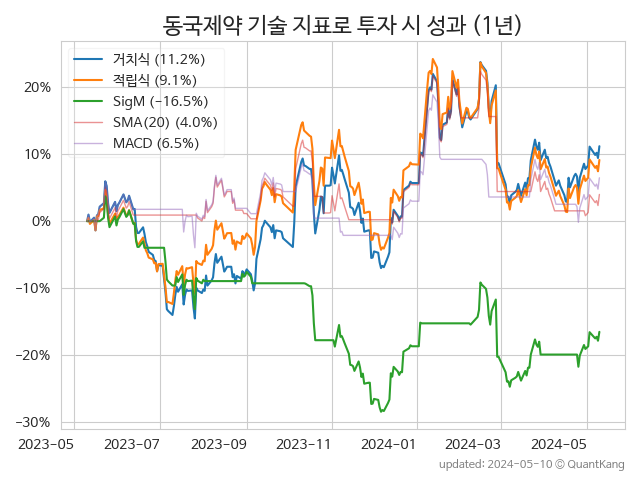 동국제약 기술 지표로 투자 시 성과 (1년)
거치식 (11.2%)
적립식 (9.1%)
SigM (-16.5%)
SMA(20) (4.0%)
MACD (6.5%)
20%
10%
0%
-10%
-20%
-30%
2023-05 2023-07 2023-09 2023-11 2024-01 2024-03 2024-05
updated: 2024-05-10 ⓒ QuantKang